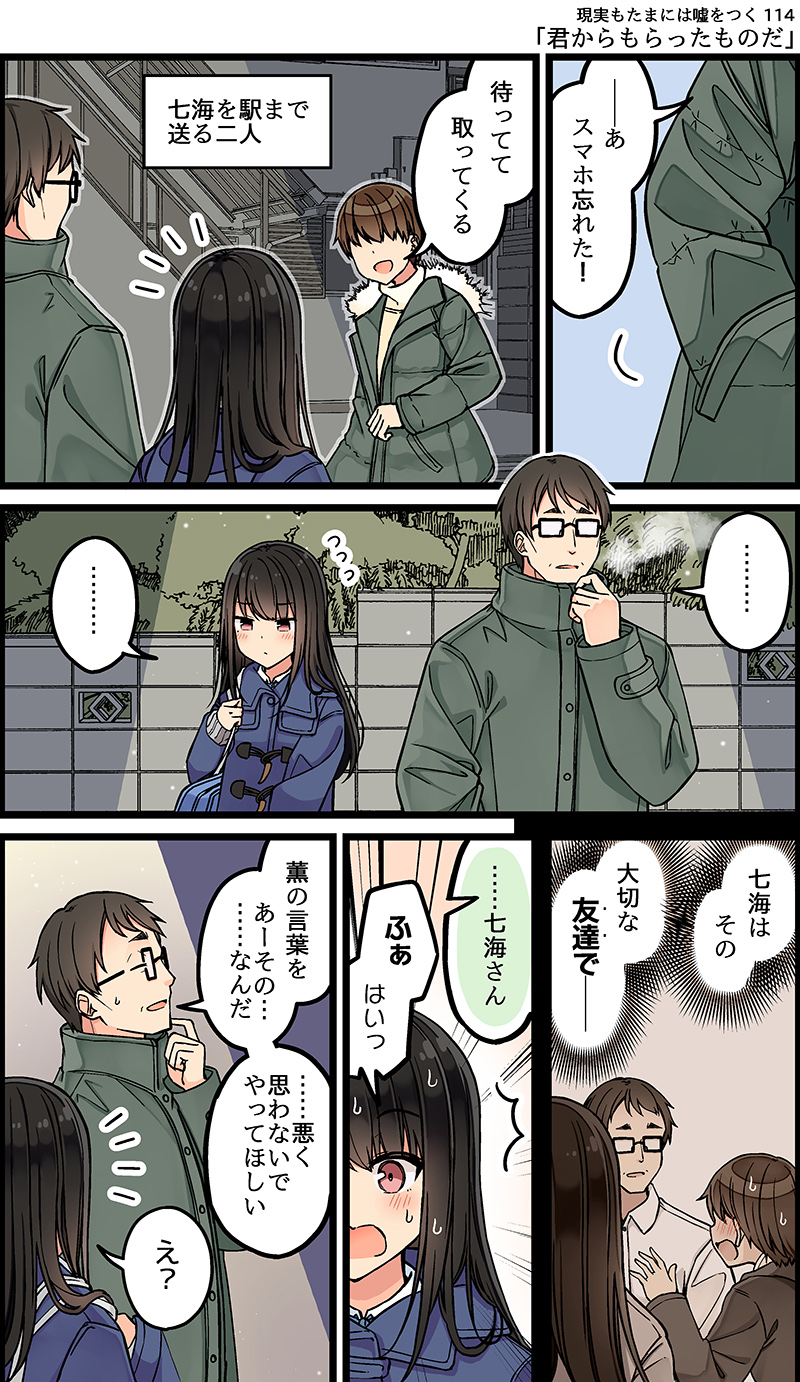 現実もたまには嘘をつく 114
「君からもらったものだ」
――あ
スマホ忘れた！
待ってて
取ってくる
七海を駅まで
送る二人
………
っっっ
………
七海は
その
大切な
友達で――
……七海さん
ふぁ
はいっ
薫の言葉を
あーその…
……なんだ
……悪く
思わないで
やってほしい
え？